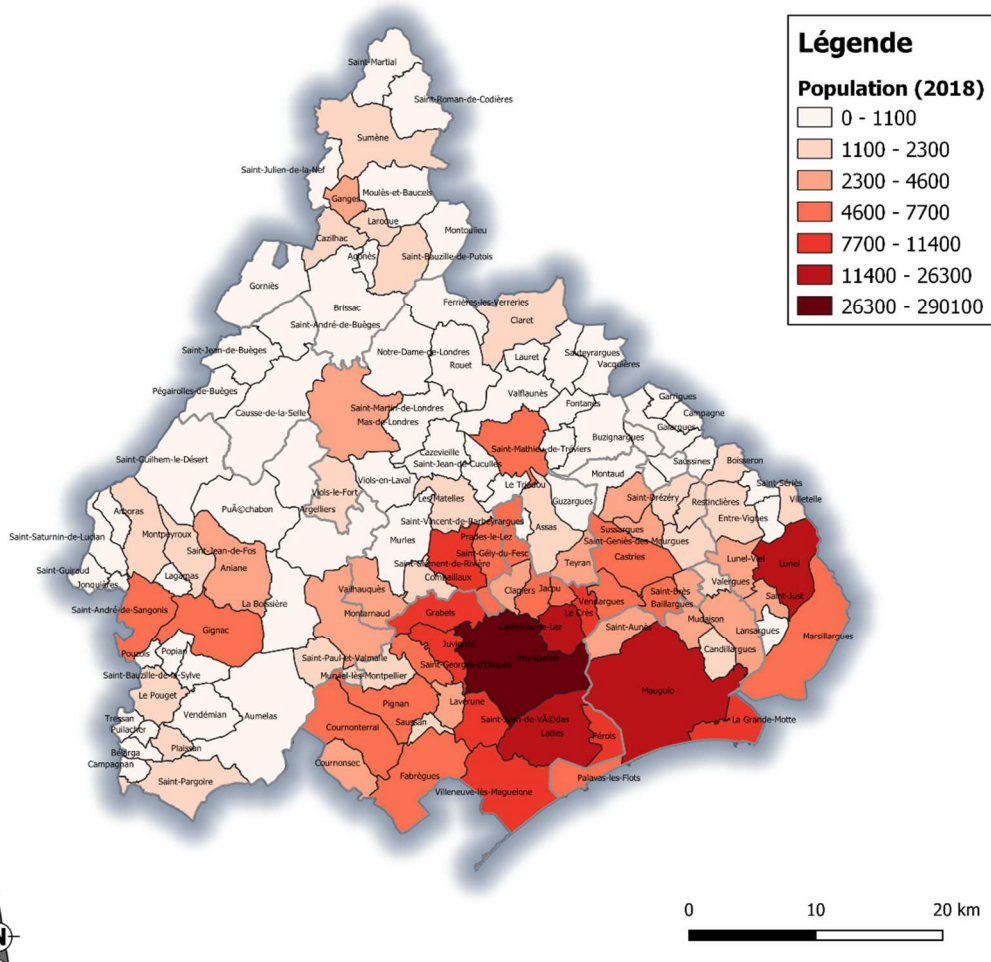 Légende
Population (2018)
0 - 1100
1100 - 2300
2300 - 4600
4600 - 7700
7700 - 11400
11400 - 26300
26300 - 290100
Saint-Martial
Saint-Roman-de-Codières
Sumène
Saint-Julien-de-la-Nef
Moulès-et-Baucels
Ganges
Laroque
Montoulieu
Cazilhac
Agonès
Saint-Bauzille-de-Putois
Gorniès
Ferrières-les-Verreries
Brissac
Claret
Saint-André-de-Buèges
Saint-Jean-de-Buèges
Notre-Dame-de-Londres
Lauret
Sauteyrargues
Rouet
Vacquières
Pégairolles-de-Buèges
Valflaunès
Garrigues
Fontanès
Saint-Martin-de-Londres
Causse-de-la-Selle
Campagne
Mas-de-Londres
Galargues
Buzignargues
Cazevieille
Saint-Mathieu-de-Tréviers
Saint-Guilhem-le-Désert
Saint-Jean-de-Cuculles
Saussines
Boisseron
Montaud
Viols-en-Laval
Le Triadou
Saint-Sériès
Viols-le-Fort
Guzargues
Les Matelles
Saint-Drézéry
Villetelle
Arboras
PuÃ©chabon
Argelliers
Restinclières
Saint-Vincent-de-Barbeyrargues
Entre-Vignes
Assas
Sussargues
Montpeyroux
Saint-Saturnin-de-Lucian
Prades-le-Lez
Murles
Saint-Geniès-des-Mourgues
Saint-Jean-de-Fos
Saint-Gély-du-Fesc
Castries
Lunel-Viel
Saint-Clément-de-Rivière
Teyran
Lunel
Saint-Guiraud
Aniane
Lagamas
Combaillaux
Valergues
Jonquières
Vailhauquès
Clapiers
Jacou
Saint-Brès
Saint-Just
La Boissière
Vendargues
Baillargues
Saint-André-de-Sangonis
Montarnaud
Grabels
Le Crès
Mudaison
Castelnau-le-Lez
Saint-Aunès
Gignac
Lansargues
Marsillargues
Juvignac
Candillargues
Pouzols
Popian
Saint-Paul-et-Valmalle
Montpellier
Saint-Georges-d'Orques
Saint-Bauzille-de-la-Sylve
Murviel-lès-Montpellier
Mauguio
Le Pouget
Pignan
Lavérune
Vendémian
Aumelas
Tressan
Saussan
Saint-Jean-de-VÃ©das
La Grande-Motte
Puilacher
Cournonterral
Lattes
Pérois
Plaissan
Bélarga
Campagnan
Cournonsec
Fabrègues
Palavas-les-Flots
Saint-Pargoire
Villeneuve-lès-Maguelone
0 10 20 km
N